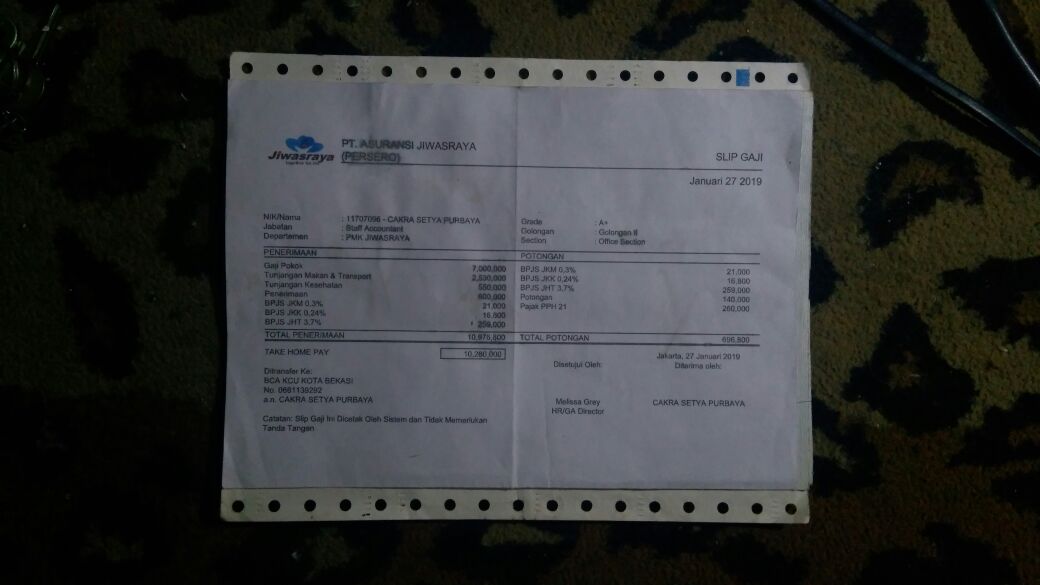 Jiwasraya
PT. ASURANSI JIWASRAYA
(PERSERO)
SLIP GAJI
Januari 27 2019
NIK/Nama : 11707096 - CAKRA SETYA PURBAYA
Jabatan : Staff Accountant
Departemen : PMK JIWASRAYA
Grade : A+
Golongan : Golongan II
Section : Office Section
PENERIMAAN
Gaji Pokok 7,000,000
Tunjangan Makan & Transport 2,530,000
Tunjangan Kesehatan 550,000
Penerimaan 600,000
BPJS JKM 0,3% 21,000
BPJS JKK 0,24% 16,800
BPJS JHT 3,7% 259,000
TOTAL PENERIMAAN 10,976,800
POTONGAN
BPJS JKM 0,3% 21,000
BPJS JKK 0,24% 16,800
BPJS JHT 3,7% 259,000
Potongan 140,000
Pajak PPH 21 260,000
TOTAL POTONGAN 696,800
TAKE HOME PAY 10,280,000
Ditransfer Ke:
BCA KCU KOTA BEKASI
No. 0661139292
a.n. CAKRA SETYA PURBAYA
Catatan: Slip Gaji Ini Dicetak Oleh Sistem dan Tidak Memerlukan
Tanda Tangan
Jakarta, 27 Januari 2019
Disetujui Oleh: Diterima oleh:
Melissa Grey CAKRA SETYA PURBAYA
HR/GA Director